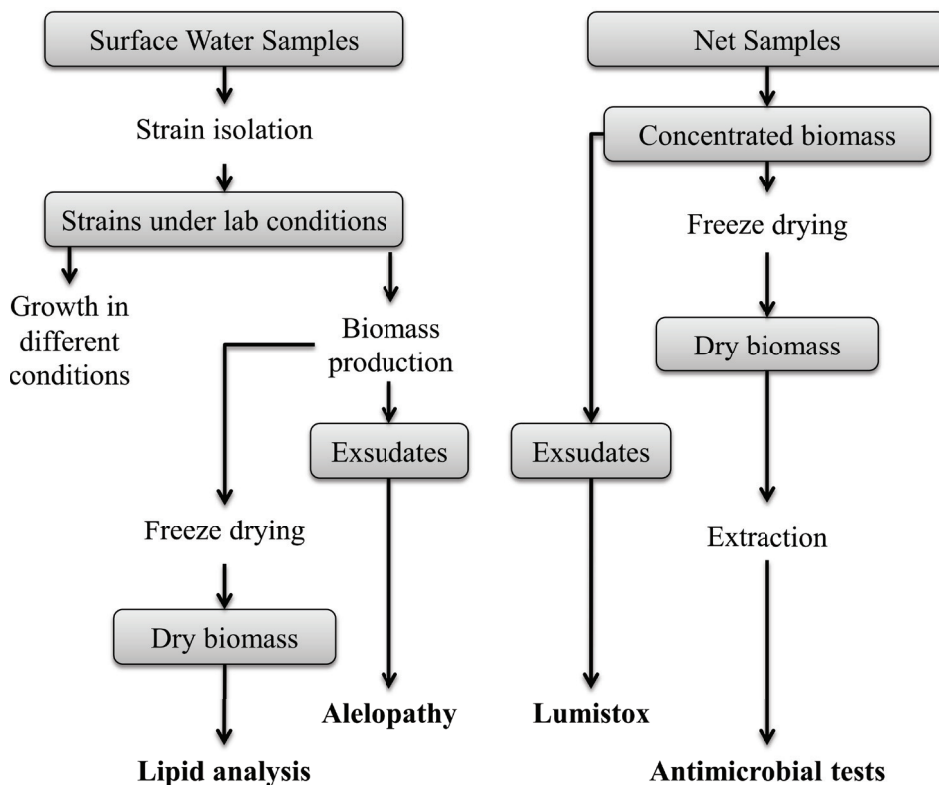 Surface Water Samples
Strain isolation
Strains under lab conditions
Growth in
different
conditions
Biomass
production
Exsudates
Freeze drying
Dry biomass
Alelopathy
Lipid analysis
Net Samples
Concentrated biomass
Freeze drying
Dry biomass
Exsudates
Extraction
Lumistox
Antimicrobial tests